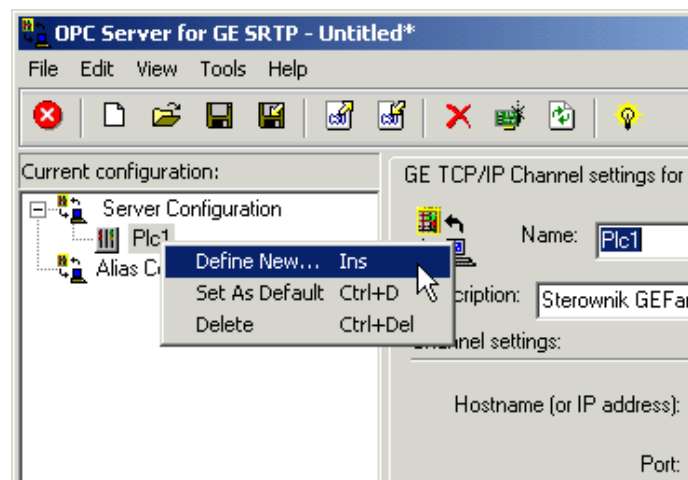 OPC Server for GE SRTP - Untitled*
File Edit View Tools Help
Current configuration:
GE TCP/IP Channel settings for
Server Configuration
Plc1
Name: Plc1
Define New... Ins
Set As Default Ctrl+D
Delete Ctrl+Del
Alias
Sterownik
Channel settings:
Hostname (or IP address):
Port: